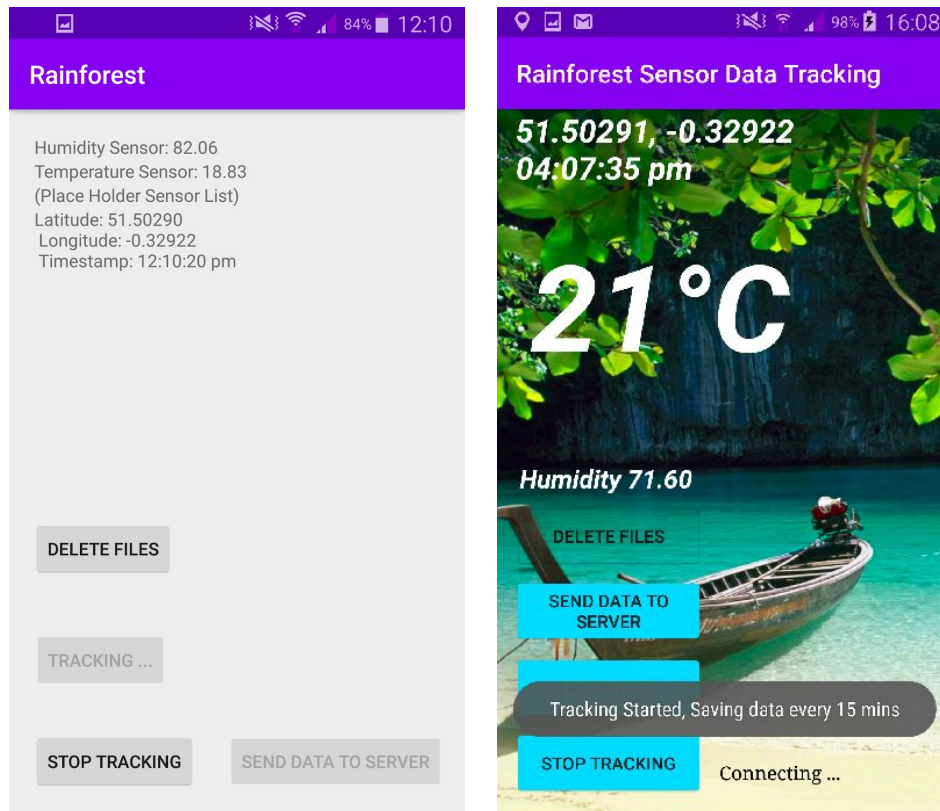 84% 12:10
Rainforest
Humidity Sensor: 82.06
Temperature Sensor: 18.83
(Place Holder Sensor List)
Latitude: 51.50290
Longitude: -0.32922
Timestamp: 12:10:20 pm
DELETE FILES
TRACKING ...
STOP TRACKING
SEND DATA TO SERVER
98% 16:08
Rainforest Sensor Data Tracking
51.50291, -0.32922
04:07:35 pm
21°C
Humidity 71.60
DELETE FILES
SEND DATA TO
SERVER
Tracking Started, Saving data every 15 mins
STOP TRACKING
Connecting ...